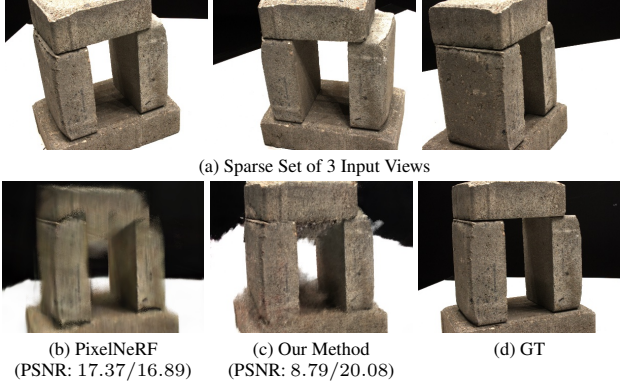 (a) Sparse Set of 3 Input Views
(b) PixelNeRF
(PSNR: 17.37/16.89)
(c) Our Method
(PSNR: 8.79/20.08)
(d) GT